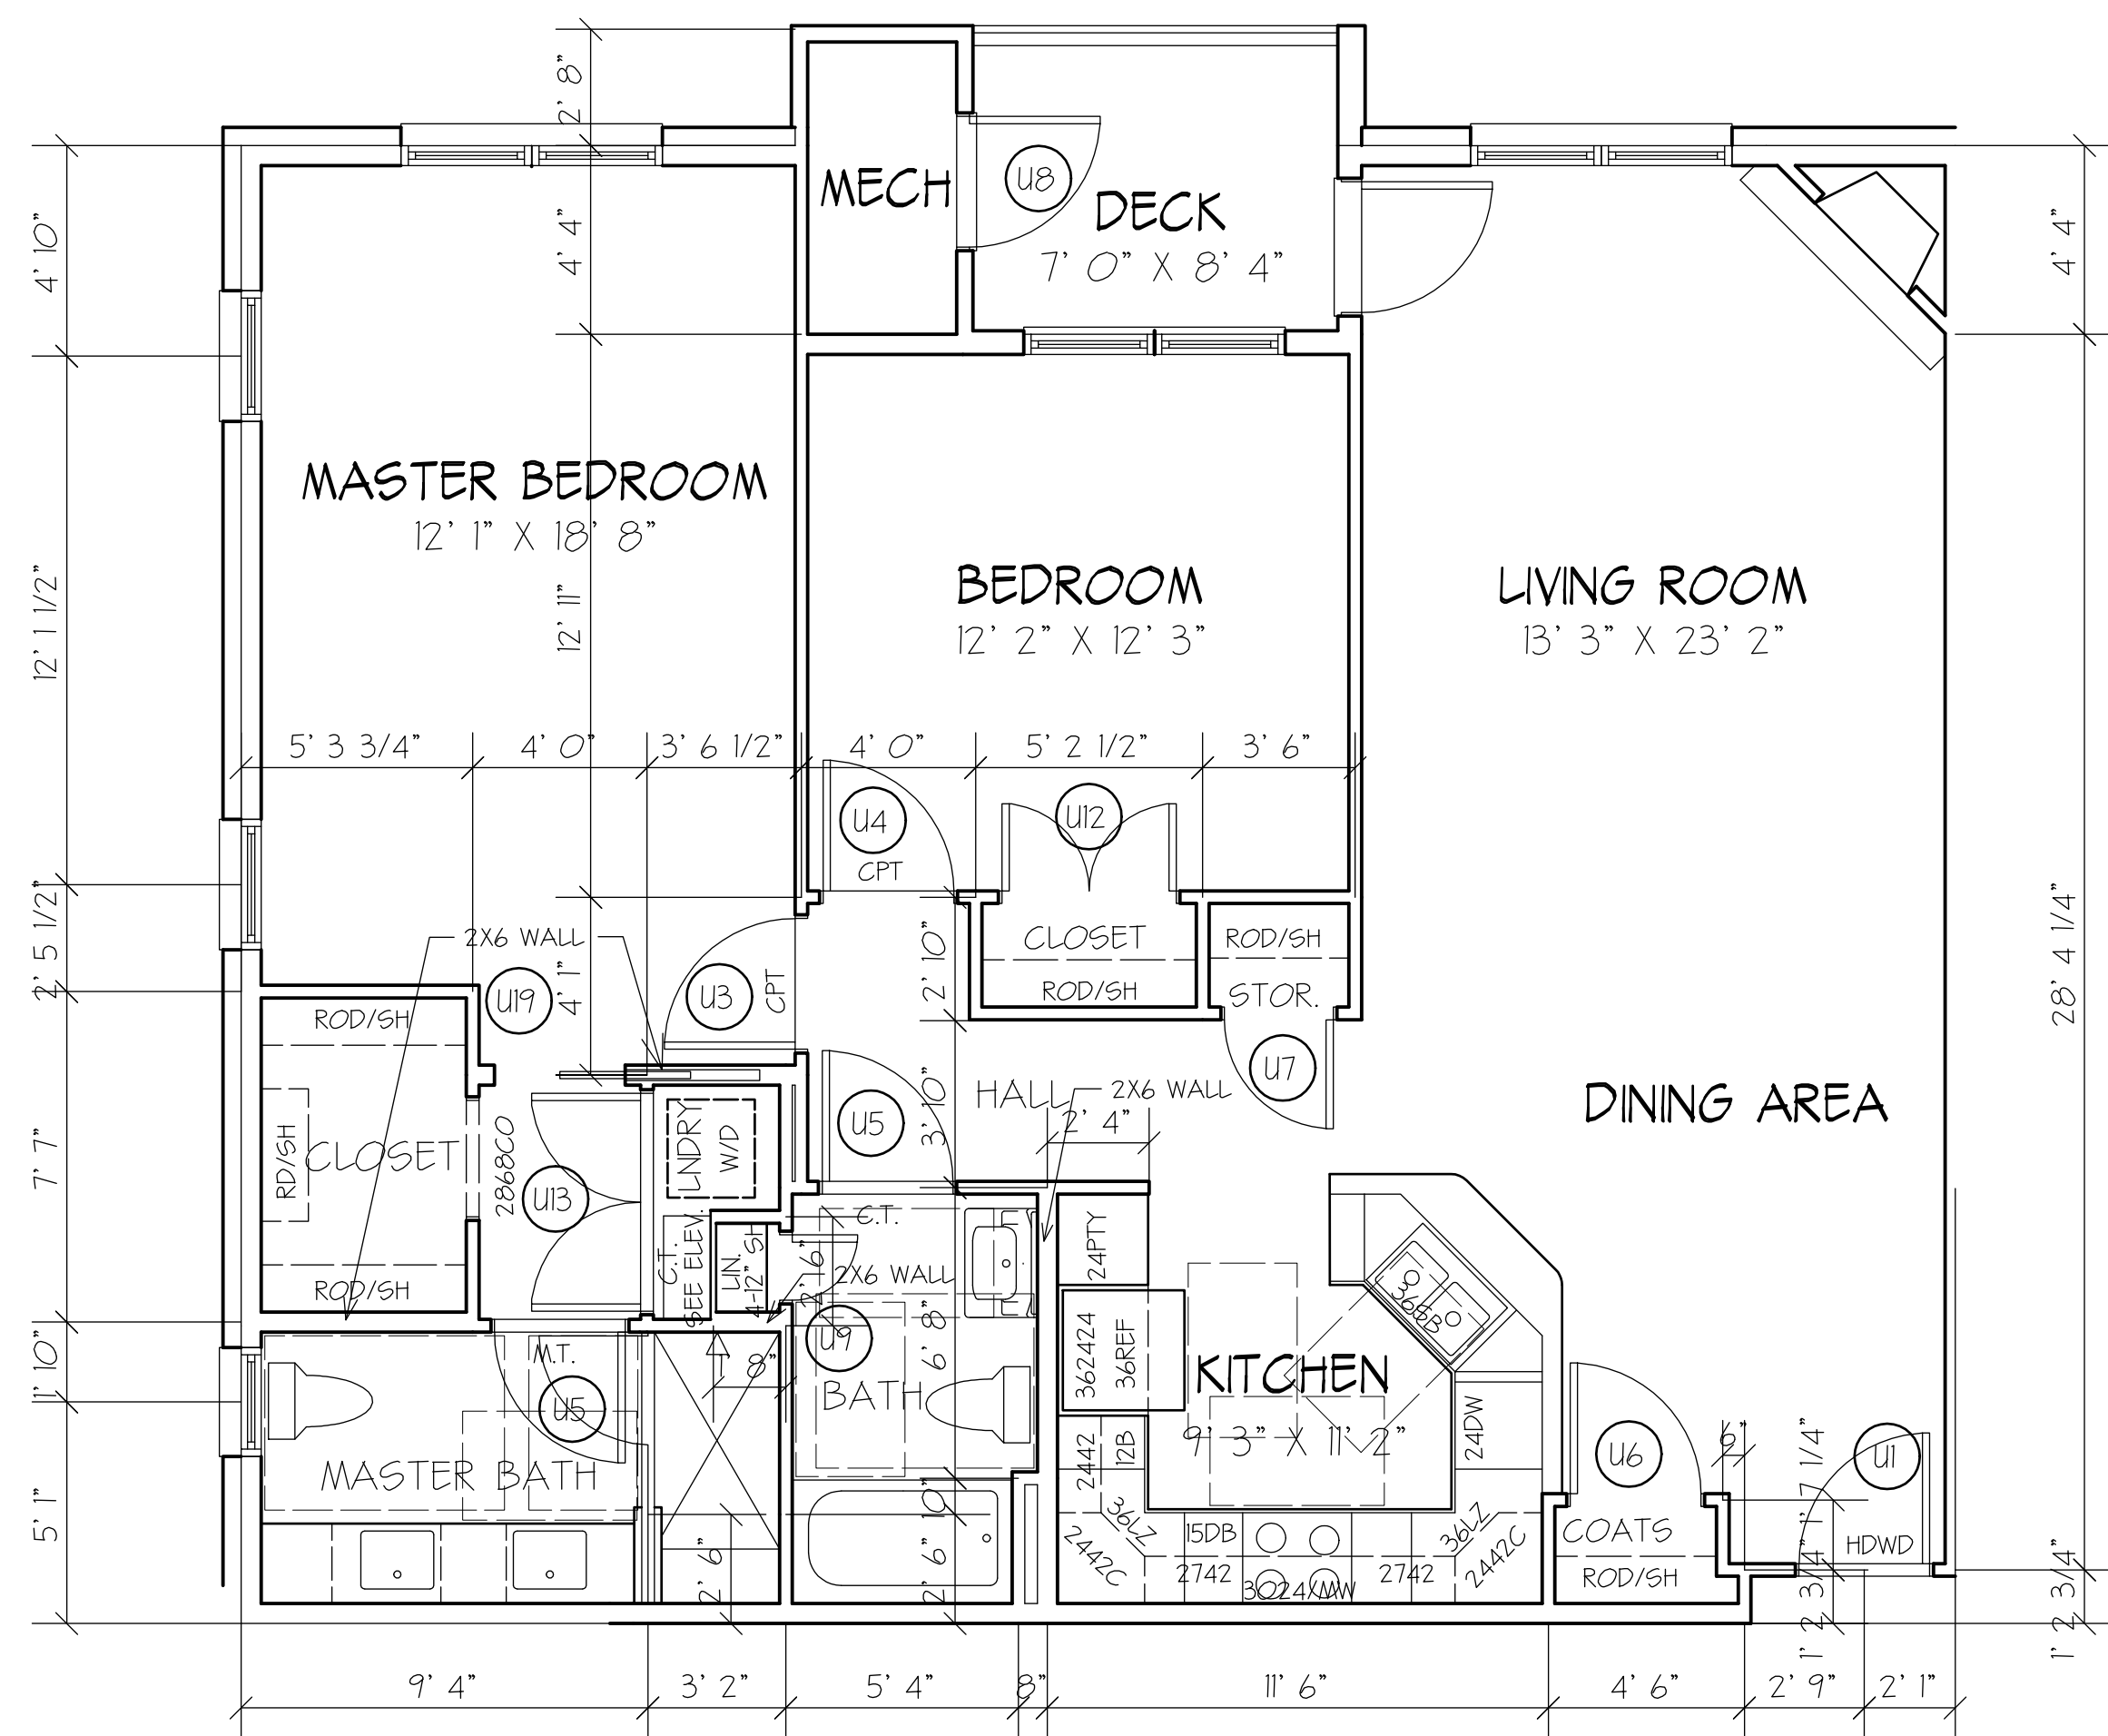 2' 8"
MECH
U8
DECK
7' 0" X 8' 4"
4' 10"
4' 4"
4' 4"
MASTER BEDROOM
12' 1" X 18' 8"
BEDROOM
12' 2" X 12' 3"
LIVING ROOM
13' 3" X 23' 2"
12' 1 1/2"
12' 11"
5' 3 3/4"
4' 0"
3' 6 1/2"
4' 0"
5' 2 1/2"
3' 6"
U4
CPT
U12
2' 5 1/2"
2X6 WALL
U19
4' 1"
U3
CPT
2' 10"
CLOSET
ROD/SH
ROD/SH
STOR.
28' 4 1/4"
ROD/SH
RD/SH
CLOSET
ROD/SH
7' 7"
2868CO
U13
LNDRY
W/D
U5
3' 10"
HALL
2X6 WALL
2' 4"
U7
DINING AREA
C.T.
SEE ELEV.
LIN.
4-12" SH
C.T.
2' 6"
2X6 WALL
U9
6' 8"
BATH
1' 8"
24PTY
362424
36REF
KITCHEN
9' 3" X 11' 2"
36SB
24DW
2442
12B
36LZ
2442C
15DB
2742
3024/MW
2742
36LZ
2442C
11' 10"
M.T.
U5
MASTER BATH
5' 1"
2' 6"
10"
2' 6"
U6
COATS
ROD/SH
6"
1' 7 1/4"
1' 2 3/4"
U1
HDWD
1' 2 3/4"
9' 4"
3' 2"
5' 4"
8"
11' 6"
4' 6"
2' 9"
2' 1"